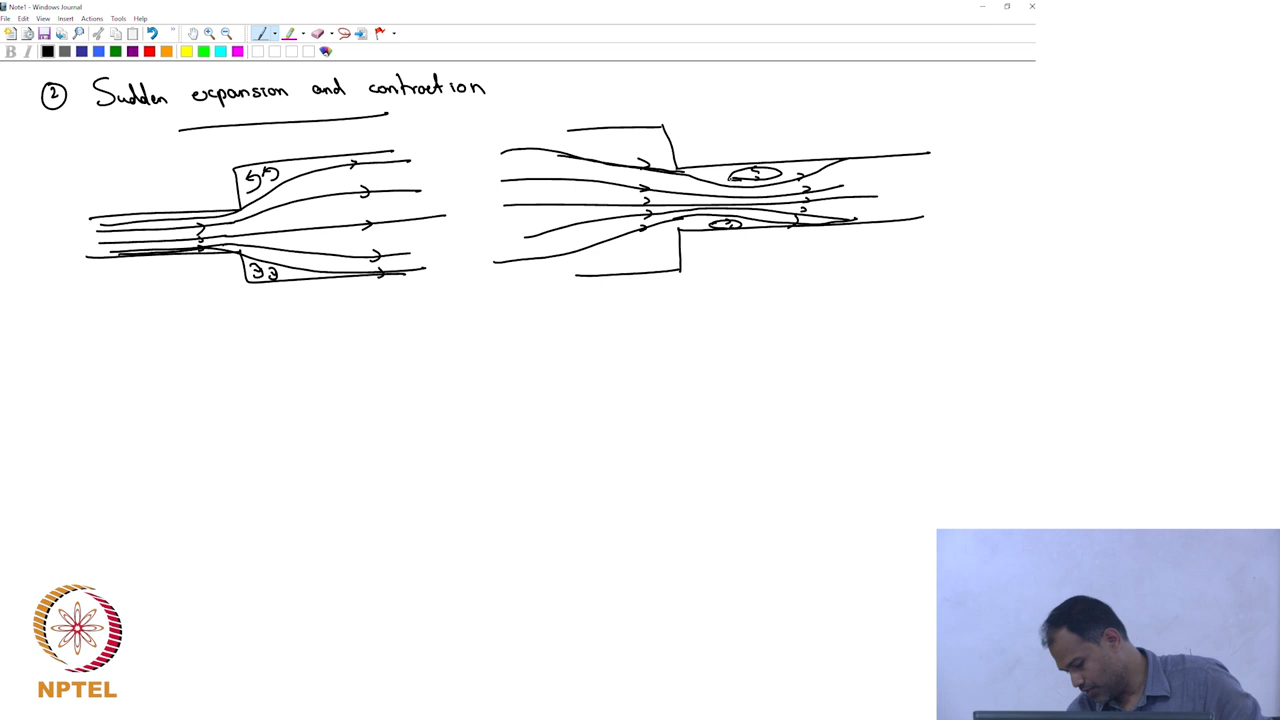 Note1 - Windows Journal
File Edit View Insert Actions Tools Help
B I
2 Sudden expansion and contraction
NPTEL